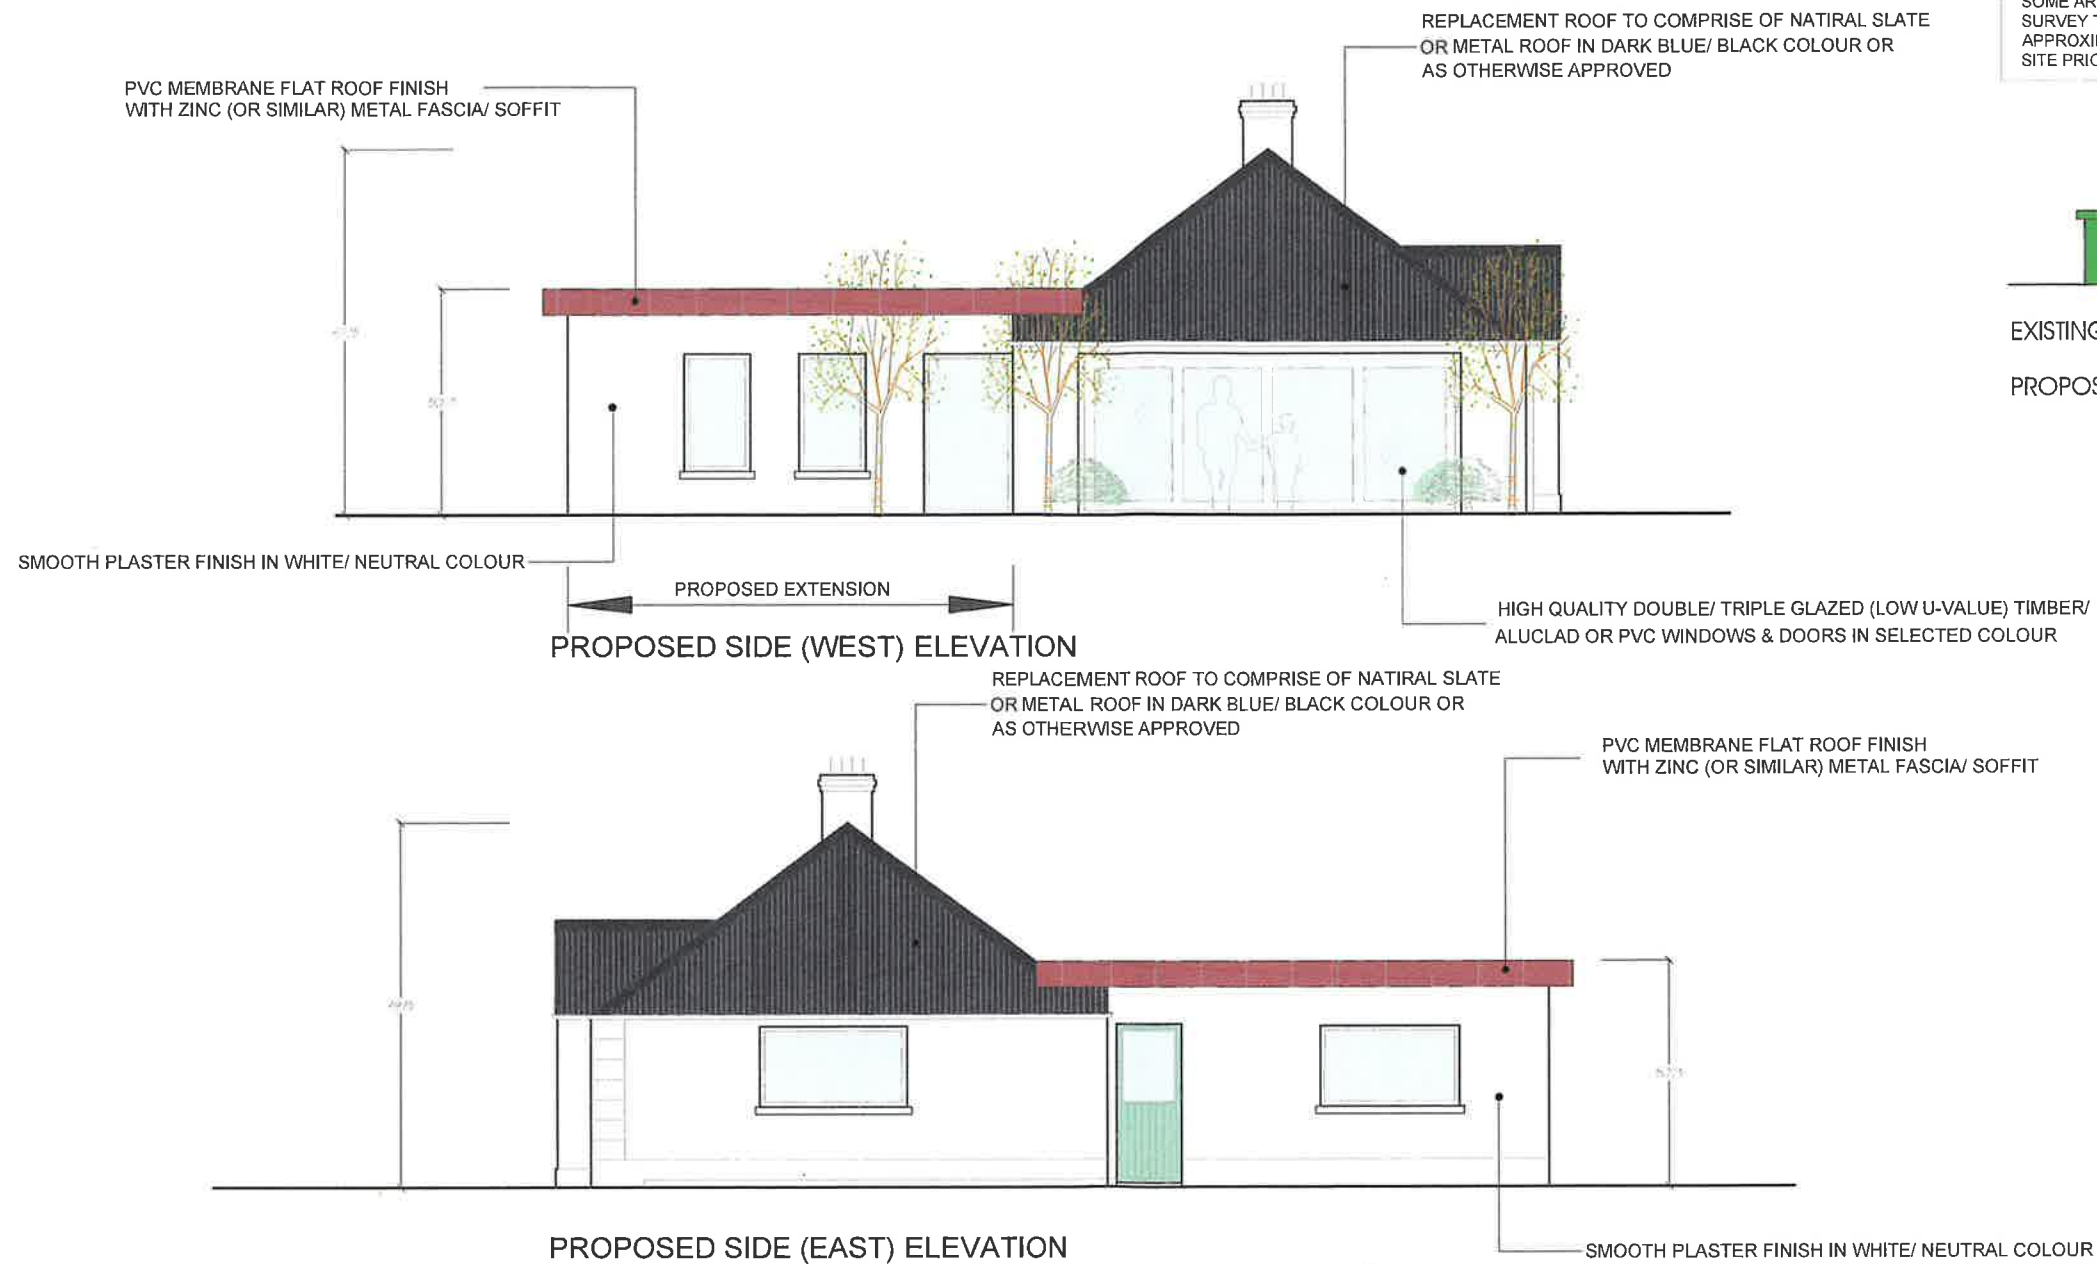 REPLACEMENT ROOF TO COMPRISE OF NATIRAL SLATE
OR METAL ROOF IN DARK BLUE/ BLACK COLOUR OR
AS OTHERWISE APPROVED
SURVEY
SITE
PVC MEMBRANE FLAT ROOF FINISH
WITH ZINC (OR SIMILAR) METAL FASCIA/ SOFFIT
EXISTING
SMOOTH PLASTER FINISH IN WHITE/ NEUTRAL COLOUR
PROPOSED EXTENSION
HIGH QUALITY DOUBLE/ TRIPLE GLAZED (LOW U-VALUE) TIMBER/
ALUCLAD OR PVC WINDOWS & DOORS IN SELECTED COLOUR
PROPOSED SIDE (WEST) ELEVATION
REPLACEMENT ROOF TO COMPRISE OF NATIRAL SLATE
OR METAL ROOF IN DARK BLUE/ BLACK COLOUR OR
AS OTHERWISE APPROVED
PVC MEMBRANE FLAT ROOF FINISH
WITH ZINC (OR SIMILAR) METAL FASCIA/ SOFFIT
PROPOSED SIDE (EAST) ELEVATION
SMOOTH PLASTER FINISH IN WHITE/ NEUTRAL COLOUR